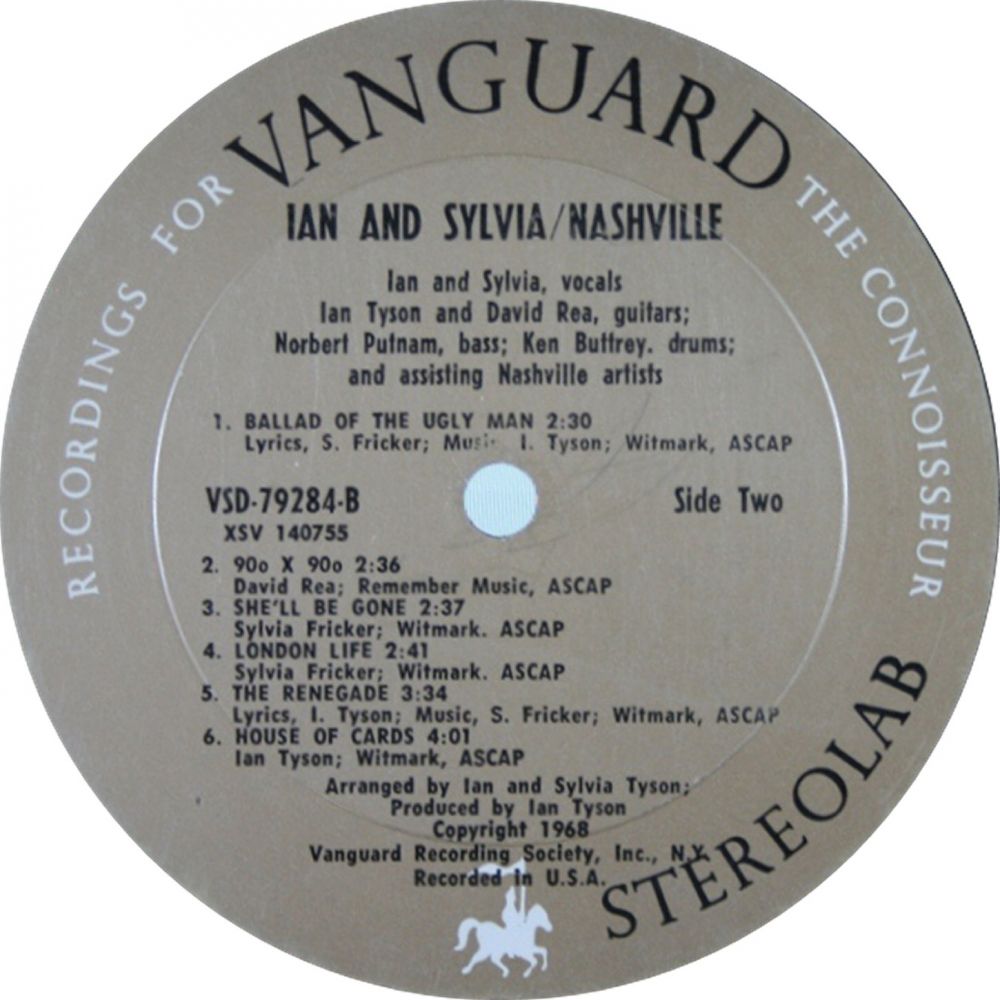 RECORDINGS FOR VANGUARD THE CONNOISSEUR
IAN AND SYLVIA/NASHVILLE
Ian and Sylvia, vocals
Ian Tyson and David Rea, guitars;
Norbert Putnam, bass; Ken Buttrey. drums;
and assisting Nashville artists
1. BALLAD OF THE UGLY MAN 2:30
Lyrics, S. Fricker; Music I. Tyson; Witmark, ASCAP
VSD-79284-B Side Two
XSV 140755
2. 90o X 90o 2:36
David Rea; Remember Music, ASCAP
3. SHE'LL BE GONE 2:37
Sylvia Fricker; Witmark. ASCAP
4. LONDON LIFE 2:41
Sylvia Fricker; Witmark. ASCAP
5. THE RENEGADE 3:34
Lyrics, I. Tyson; Music, S. Fricker; Witmark, ASCAP
6. HOUSE OF CARDS 4:01
Ian Tyson; Witmark, ASCAP
Arranged by Ian and Sylvia Tyson;
Produced by Ian Tyson
Copyright 1968
Vanguard Recording Society, Inc., N.Y.
Recorded in U.S.A.
STEREOLAB